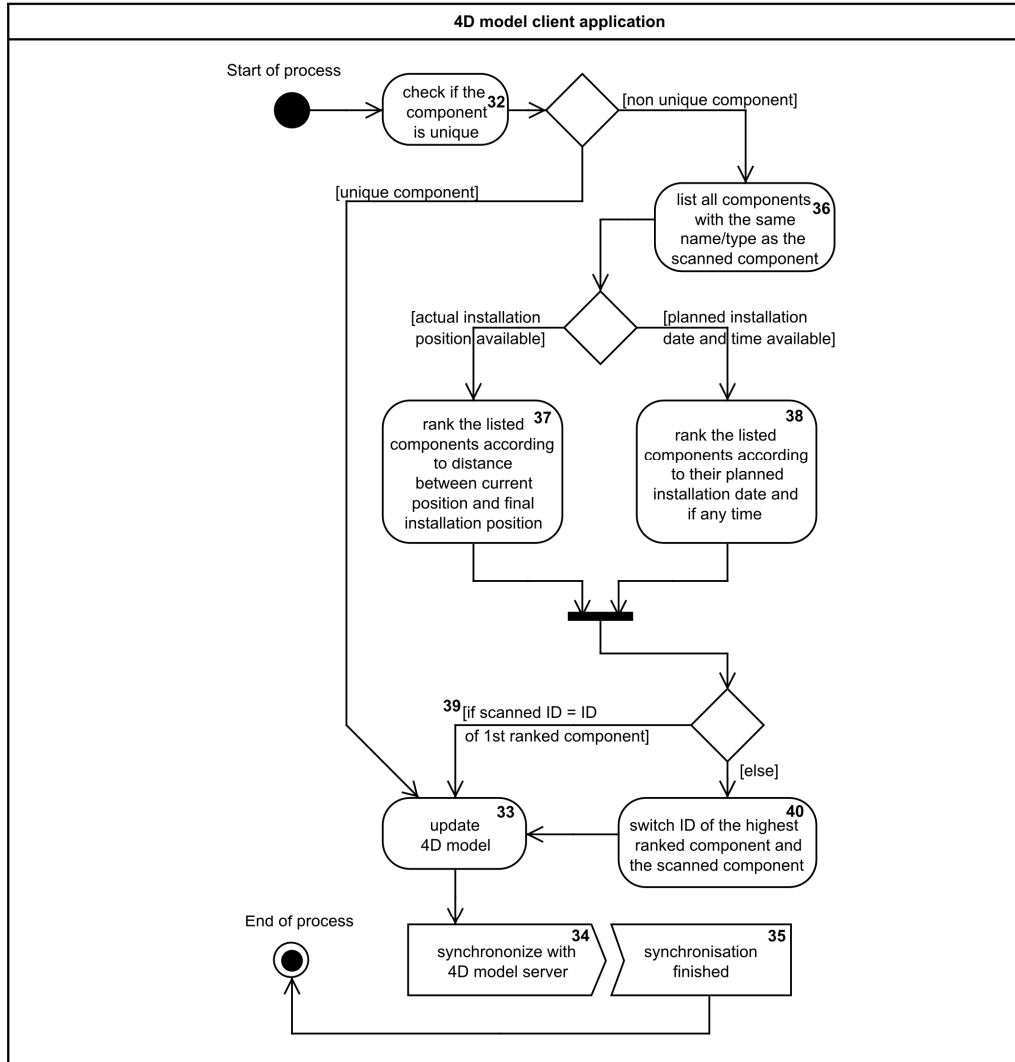 4D model client application
Start of process
check if the 32
component
is unique
[non unique component]
[unique component]
list all components 36
with the same
name/type as the
scanned component
[actual installation
position available]
[planned installation
date and time available]
37
rank the listed
components according
to distance
between current
position and final
installation position
38
rank the listed
components according
to their planned
installation date and
if any time
39 [if scanned ID = ID
of 1st ranked component]
[else]
33
update
4D model
40
switch ID of the highest
ranked component and
the scanned component
End of process
34
synchrononize with
4D model server
35
synchronisation
finished